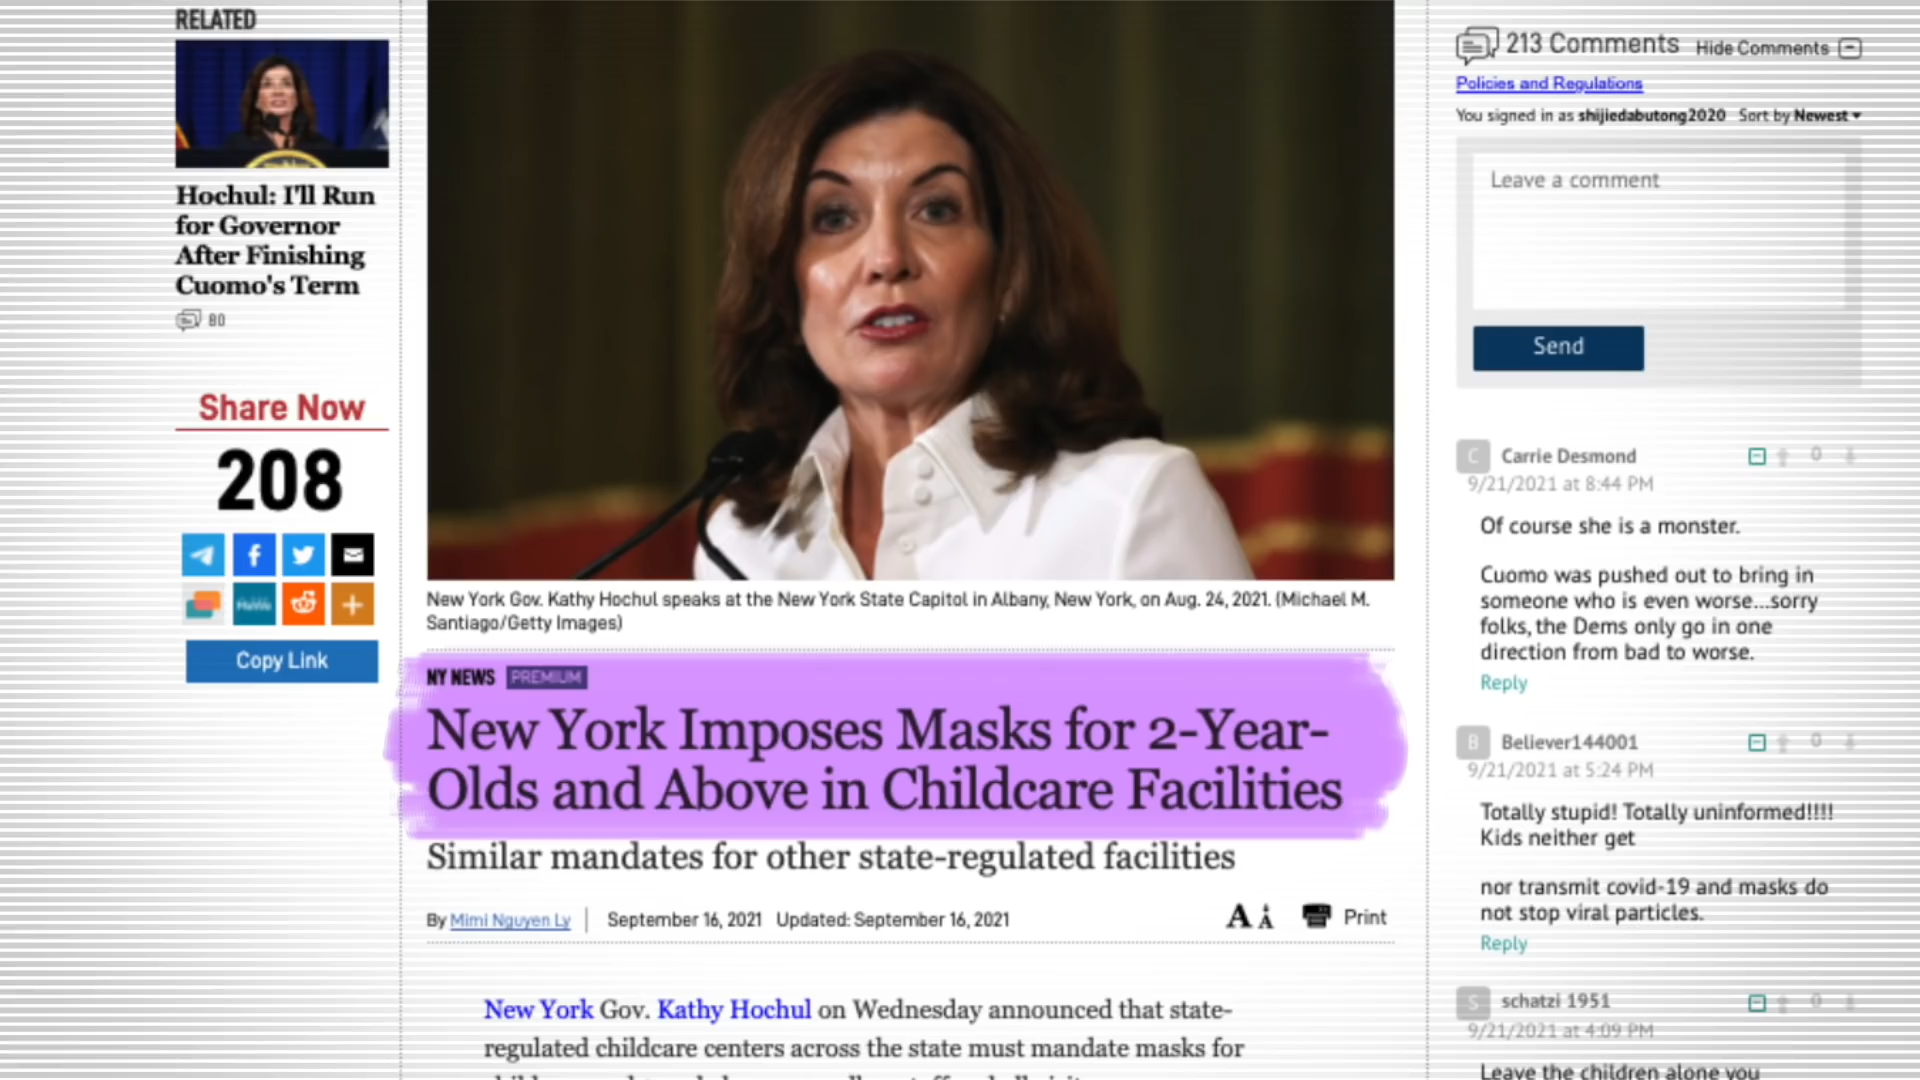 RELATED
Hochul: I'll Run
for Governor
After Finishing
Cuomo's Term
80
Share Now
208
MeWe
Copy Link
New York Gov. Kathy Hochul speaks at the New York State Capitol in Albany, New York, on Aug. 24, 2021. (Michael M.
Santiago/Getty Images)
NY NEWS PREMIUM
New York Imposes Masks for 2-Year-
Olds and Above in Childcare Facilities
Similar mandates for other state-regulated facilities
By Mimi Nguyen Ly September 16, 2021 Updated: September 16, 2021
A A Print
New York Gov. Kathy Hochul on Wednesday announced that state-
regulated childcare centers across the state must mandate masks for
213 Comments Hide Comments
Policies and Regulations
You signed in as shijiedabutong2020 Sort by Newest
Leave a comment
Send
C Carrie Desmond 0
9/21/2021 at 8:44 PM
Of course she is a monster.
Cuomo was pushed out to bring in
someone who is even worse...sorry
folks, the Dems only go in one
direction from bad to worse.
Reply
B Believer144001 0
9/21/2021 at 5:24 PM
Totally stupid! Totally uninformed!!!!
Kids neither get
nor transmit covid-19 and masks do
not stop viral particles.
Reply
S schatzi 1951 0
9/21/2021 at 4:09 PM
Leave the children alone you